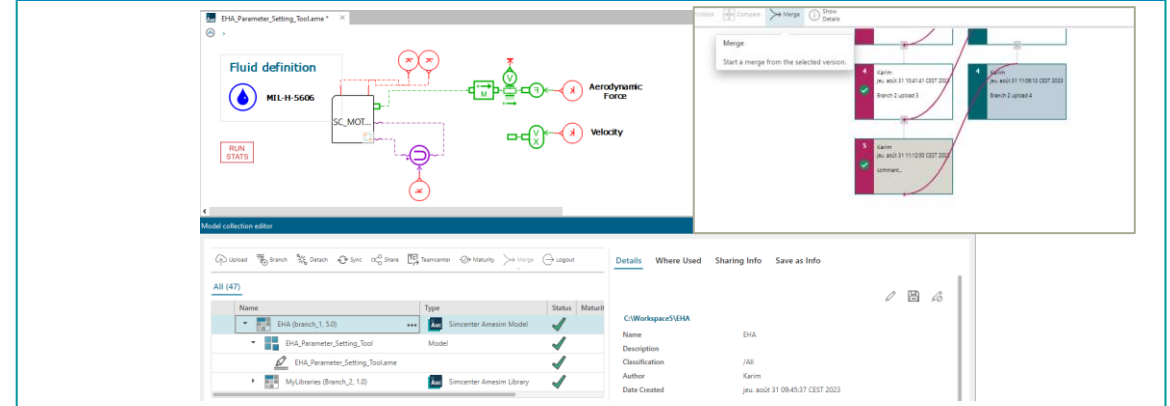 EHA_Parameter_Setting_Tool.ame *
Fluid definition
MIL-H-5606
RUN
STATS
SC_MOT...
M
V
F
V
X
Aerodynamic
Force
Velocity
Compare
Merge
Show
Details
Merge
Start a merge from the selected version.
4
Karim
jeu. août 31 10:41:41 CEST 2023
Branch 2 upload 3
4
Karim
jeu. août 31 11:06:13 CEST 2023
Branch 2 upload 4
5
Karim
jeu. août 31 11:12:03 CEST 2023
comment...
Model collection editor
Upload Branch Detach Sync Share Teamcenter Maturity Merge Logout
All (47)
Name Type Status Maturit
EHA (branch_1, 5.0) ••• Ame Simcenter Amesim Model
EHA_Parameter_Setting_Tool Model
EHA_Parameter_Setting_Tool.ame
MyLibraries (Branch_2, 1.0) Ame Simcenter Amesim Library
Details Where Used Sharing Info Save as Info
C:\Workspace5\EHA
Name EHA
Description
Classification /All
Author Karim
Date Created jeu. août 31 09:45:37 CEST 2023